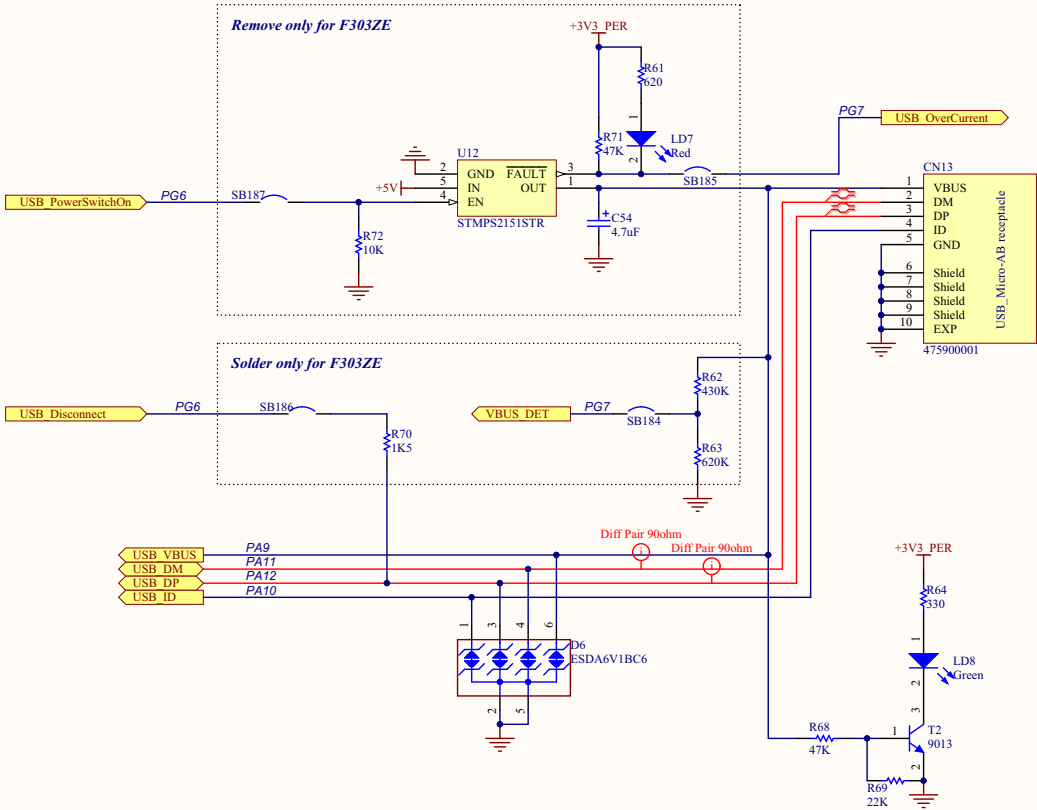 Remove only for F303ZE
+3V3_PER
R61
620
PG7
USB_OverCurrent
R71
47K
1
2
LD7
Red
U12
STMPS2151STR
2 GND
5 IN
4 EN
FAULT 3
OUT 1
+5V
SB185
CN13
USB_PowerSwitchOn
PG6
SB187
R72
10K
C54
4.7uF
1 VBUS
2 DM
3 DP
4 ID
5 GND
6 Shield
7 Shield
8 Shield
9 Shield
10 EXP
USB_Micro-AB receptacle
475900001
Solder only for F303ZE
R62
430K
USB_Disconnect
PG6
SB186
VBUS_DET
PG7
SB184
R70
1K5
R63
620K
Diff Pair 90ohm
Diff Pair 90ohm
i
i
USB_VBUS
PA9
USB_DM
PA11
USB_DP
PA12
USB_ID
PA10
+3V3_PER
R64
330
1
3
4
6
D6
ESDA6V1BC6
2
5
1
2
LD8
Green
3
R68
47K
1
T2
9013
2
R69
22K